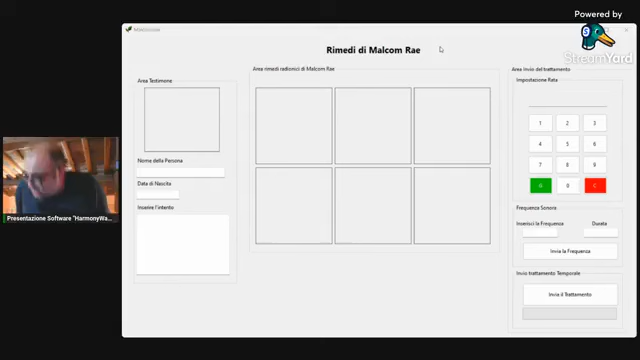 Powered by
StreamYard
Rimedi di Malcom Rae
Area Testimone
Nome della Persona
Data di Nascita
Inserire l'intento
Area rimedi radionici di Malcom Rae
Area Invio del trattamento
Impostazione Rata
1 2 3
4 5 6
7 8 9
G 0 C
Frequenza Sonora
Inserisci la Frequenza Durata
Invia la Frequenza
Invio trattamento Temporale
Invia il Trattamento
Presentazione Software "HarmonyWa...